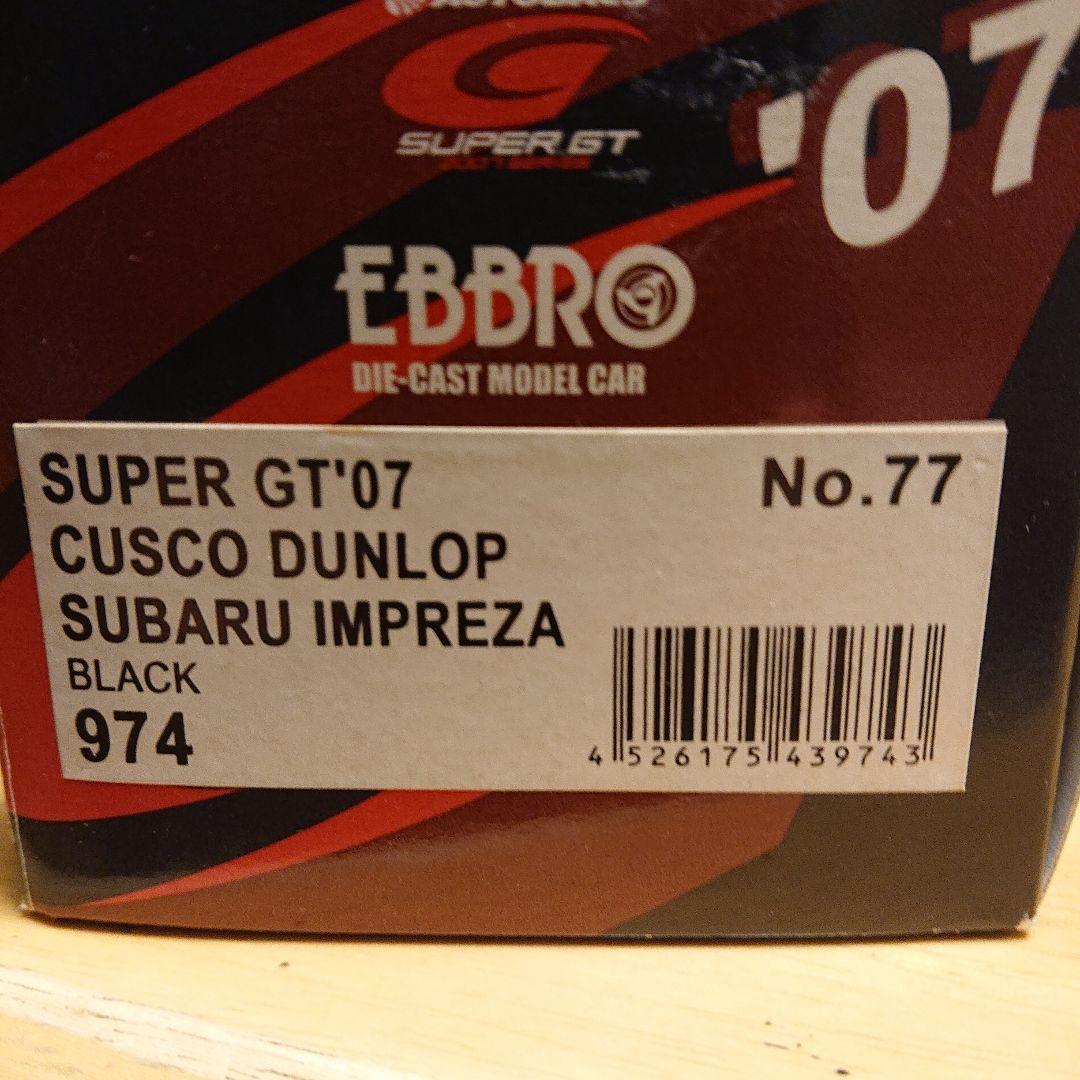 SUPER GT
'07
EBBRO
DIE-CAST MODEL CAR
SUPER GT'07 No.77
CUSCO DUNLOP
SUBARU IMPREZA
BLACK
974
4 526175 439743